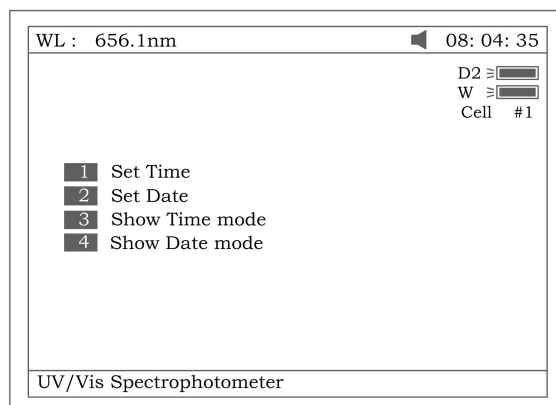 WL : 656.1nm 08: 04: 35
D2
W
Cell #1
1 Set Time
2 Set Date
3 Show Time mode
4 Show Date mode
UV/Vis Spectrophotometer